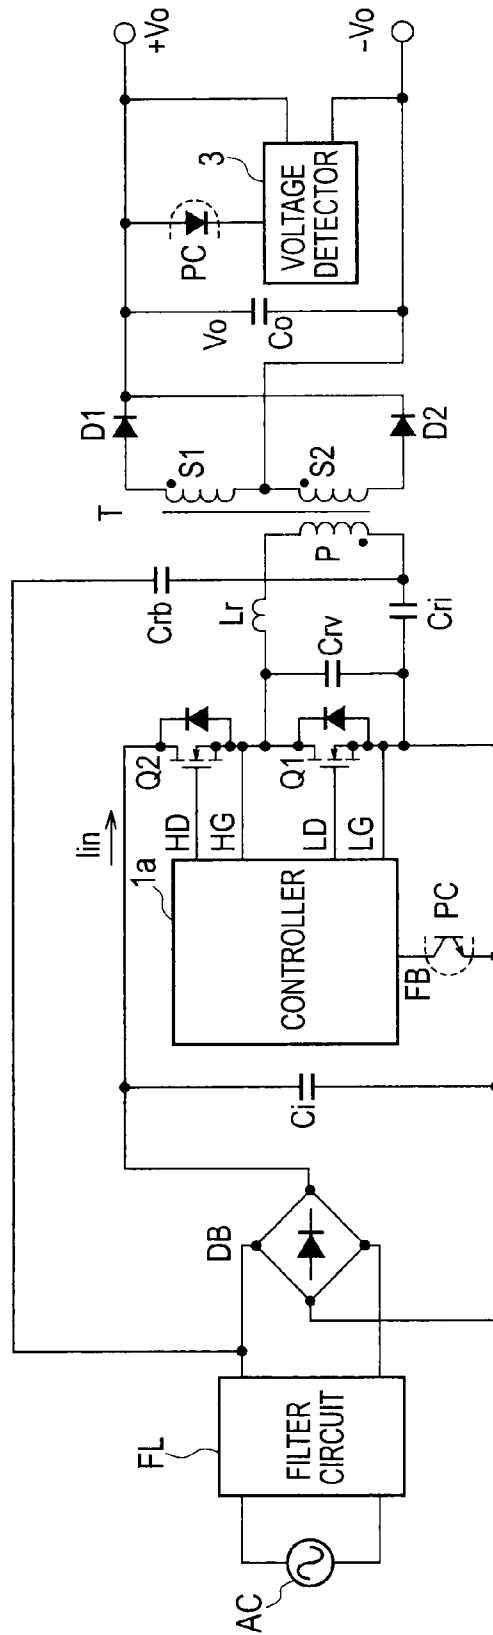 AC
FL
FILTER
CIRCUIT
DB
Ci
Iin
1a
CONTROLLER
HD
HG
LD
LG
FB
PC
Q2
Q1
Crb
Lr
Crv
Cri
T
P
S1
S2
D1
D2
Vo
Co
PC
3
VOLTAGE
DETECTOR
+Vo
-Vo